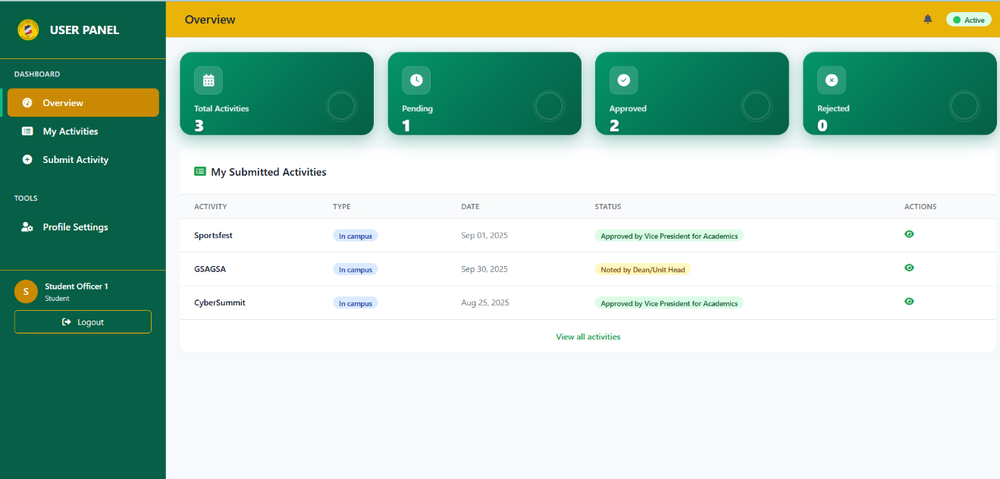 USER PANEL
Overview
Active
DASHBOARD
Overview
My Activities
Submit Activity
TOOLS
Profile Settings
S
Student Officer 1
Student
Logout
Total Activities
3
Pending
1
Approved
2
Rejected
0
My Submitted Activities
ACTIVITY TYPE DATE STATUS ACTIONS
Sportsfest In campus Sep 01, 2025 Approved by Vice President for Academics
GSAGSA In campus Sep 30, 2025 Noted by Dean/Unit Head
CyberSummit In campus Aug 25, 2025 Approved by Vice President for Academics
View all activities